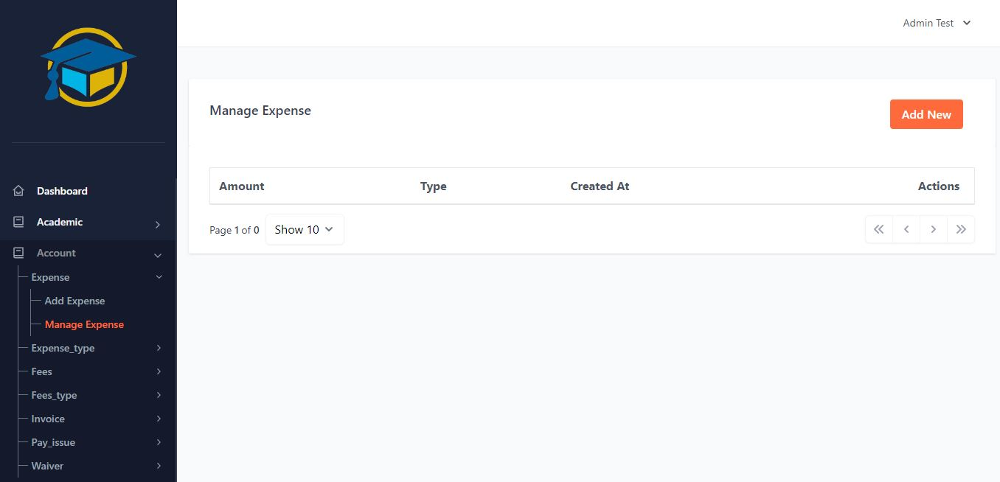 Admin Test
Manage Expense
Add New
Amount Type Created At Actions
Page 1 of 0 Show 10
Dashboard
Academic
Account
Expense
Add Expense
Manage Expense
Expense_type
Fees
Fees_type
Invoice
Pay_issue
Waiver